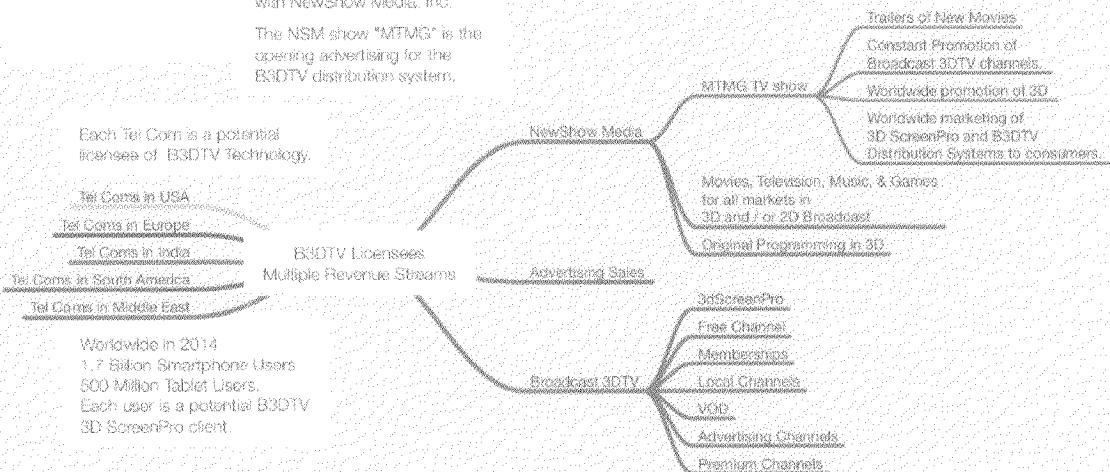 with NewShow Media, Inc.
The NSM show "MTMG" is the
opening advertising for the
B3DTV distribution system.
Each Tel Com is a potential
licensee of B3DTV Technology.
Tel Coms in USA
Tel Coms in Europe
Tel Coms in India
Tel Coms in South America
Tel Coms in Middle East
Worldwide in 2014
1.7 Billion Smartphone Users
500 Million Tablet Users.
Each user is a potential B3DTV
3D ScreenPro client.
B3DTV Licensees
Multiple Revenue Streams
NewShow Media
MTMG TV show
Trailers of New Movies
Constant Promotion of
Broadcast 3DTV channels.
Worldwide promotion of 3D
Worldwide marketing of
3D ScreenPro and B3DTV
Distribution Systems to consumers.
Movies, Television, Music, & Games
for all markets in
3D and / or 2D Broadcast
Original Programming in 3D
Advertising Sales
Broadcast 3DTV
3dScreenPro
Free Channel
Memberships
Local Channels
VOD
Advertising Channels
Premium Channels